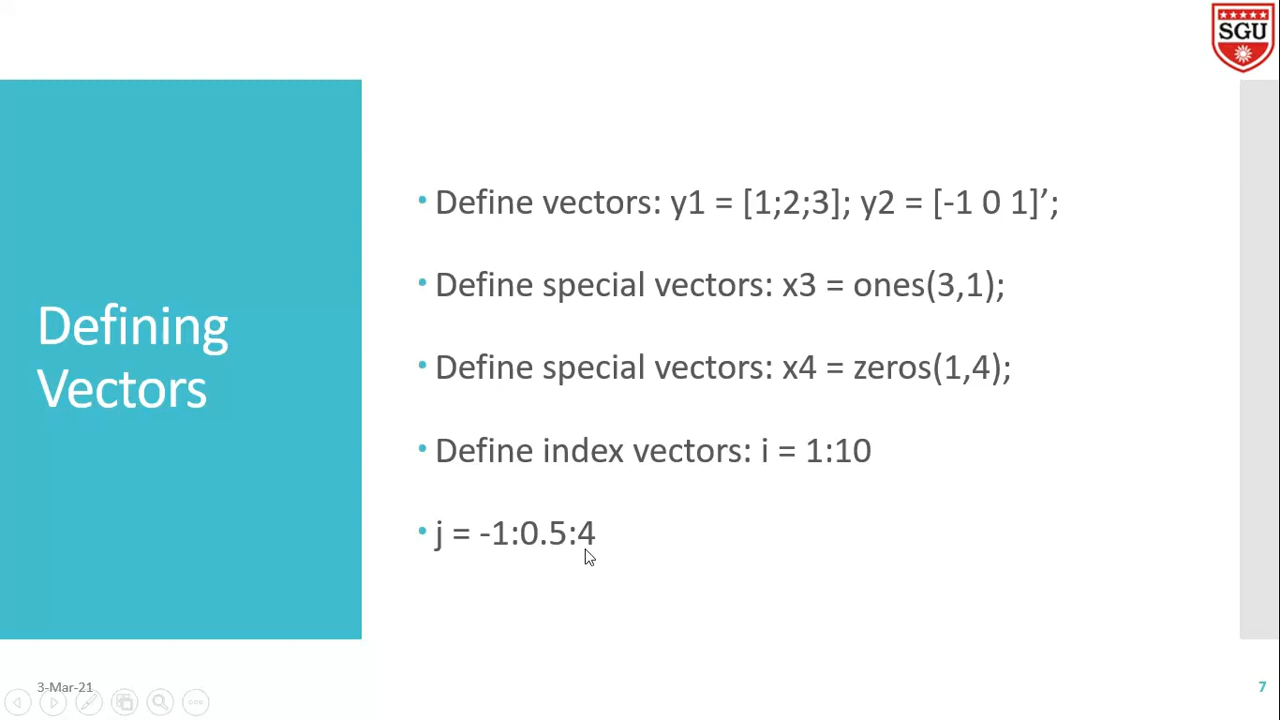 SGU
Defining
Vectors
• Define vectors: y1 = [1;2;3]; y2 = [-1 0 1]’;
• Define special vectors: x3 = ones(3,1);
• Define special vectors: x4 = zeros(1,4);
• Define index vectors: i = 1:10
• j = -1:0.5:4
3-Mar-21
7